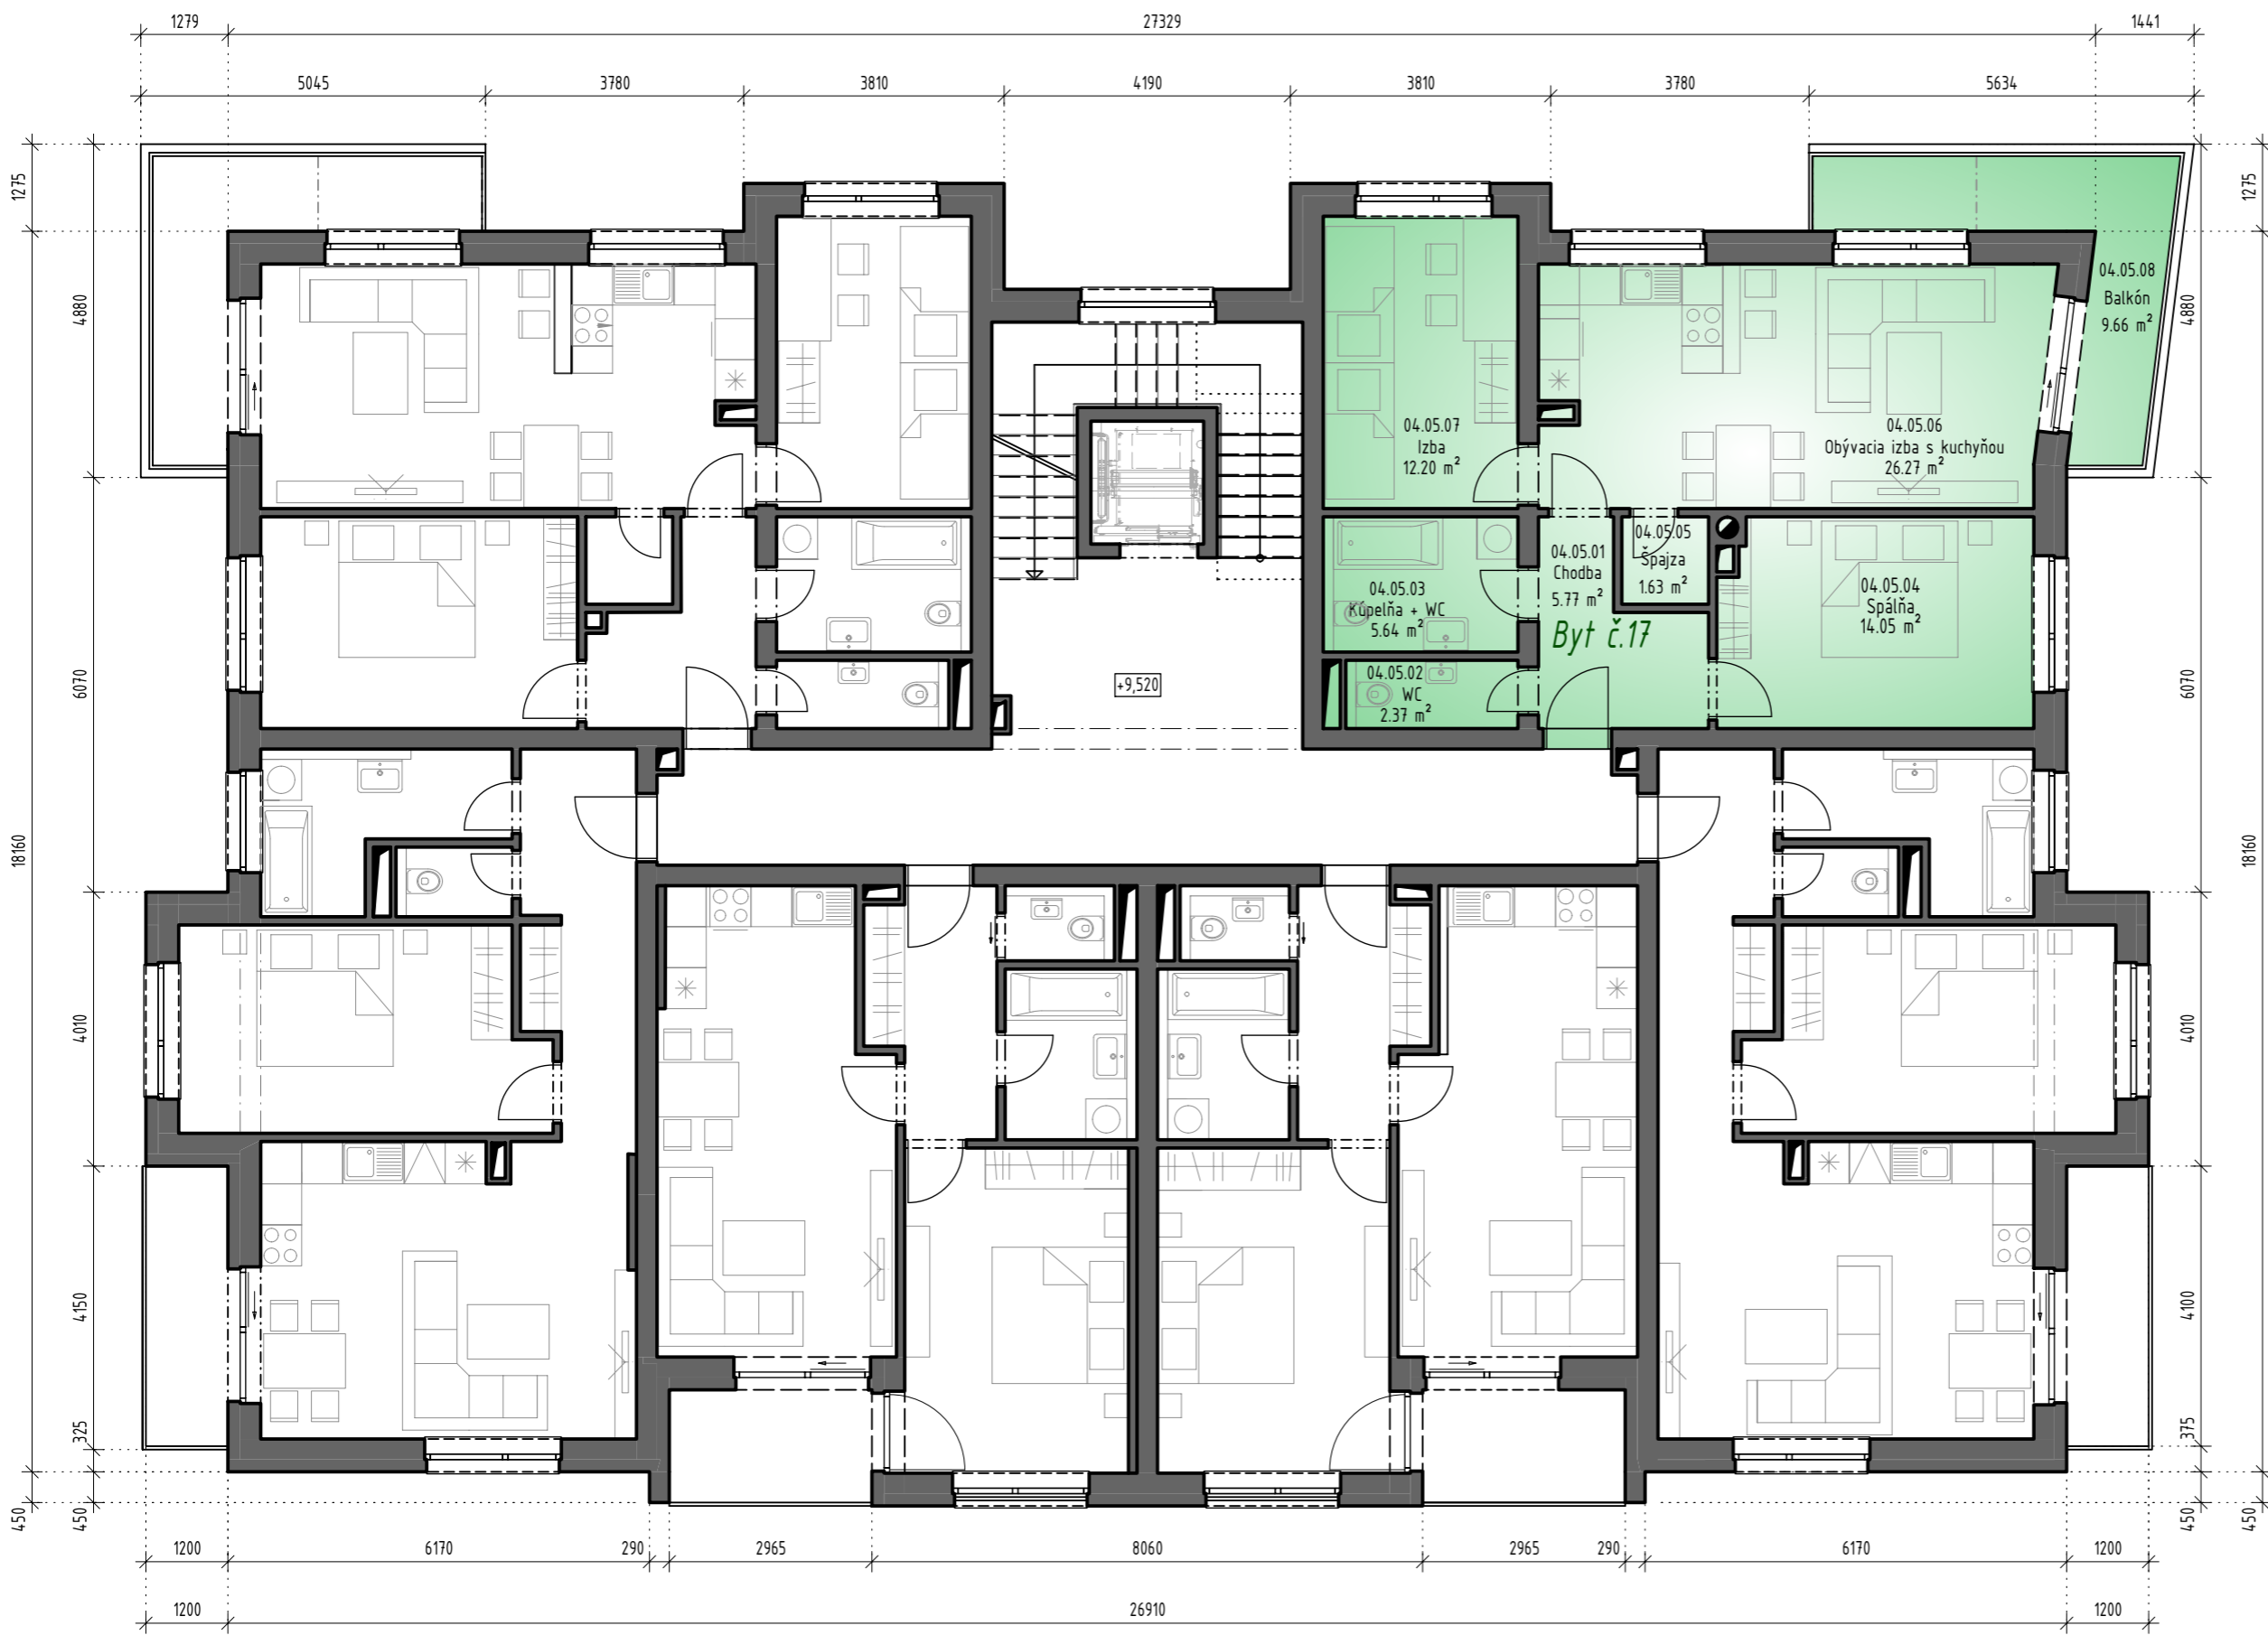 1279 27329 1441
5045 3780 3810 4190 3810 3780 5634
1275
4880
6070
18160
4010
4150
325
450
450
1275
4880
6070
18160
4010
4100
375
450
450
04.05.08
Balkón
9.66 m²
04.05.07
Izba
12.20 m²
04.05.06
Obývacia izba s kuchyňou
26.27 m²
04.05.01
Chodba
5.77 m²
04.05.05
Špajza
1.63 m²
04.05.03
Kúpelňa + WC
5.64 m²
04.05.04
Spálňa
14.05 m²
Byt č.17
04.05.02
WC
2.37 m²
+9,520
1200 6170 290 2965 8060 2965 290 6170 1200
1200 26910 1200